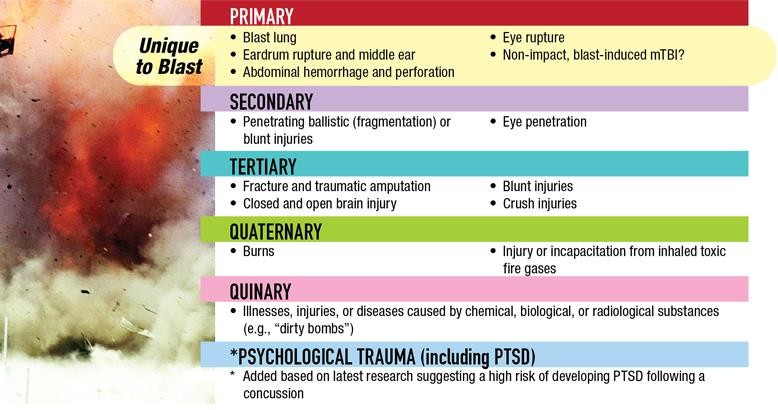 Unique
to Blast
PRIMARY
• Blast lung
• Eardrum rupture and middle ear
• Abdominal hemorrhage and perforation
• Eye rupture
• Non-impact, blast-induced mTBI?
SECONDARY
• Penetrating ballistic (fragmentation) or
blunt injuries
• Eye penetration
TERTIARY
• Fracture and traumatic amputation
• Closed and open brain injury
• Blunt injuries
• Crush injuries
QUATERNARY
• Burns
• Injury or incapacitation from inhaled toxic
fire gases
QUINARY
• Illnesses, injuries, or diseases caused by chemical, biological, or radiological substances
(e.g., “dirty bombs”)
*PSYCHOLOGICAL TRAUMA (including PTSD)
* Added based on latest research suggesting a high risk of developing PTSD following a
concussion